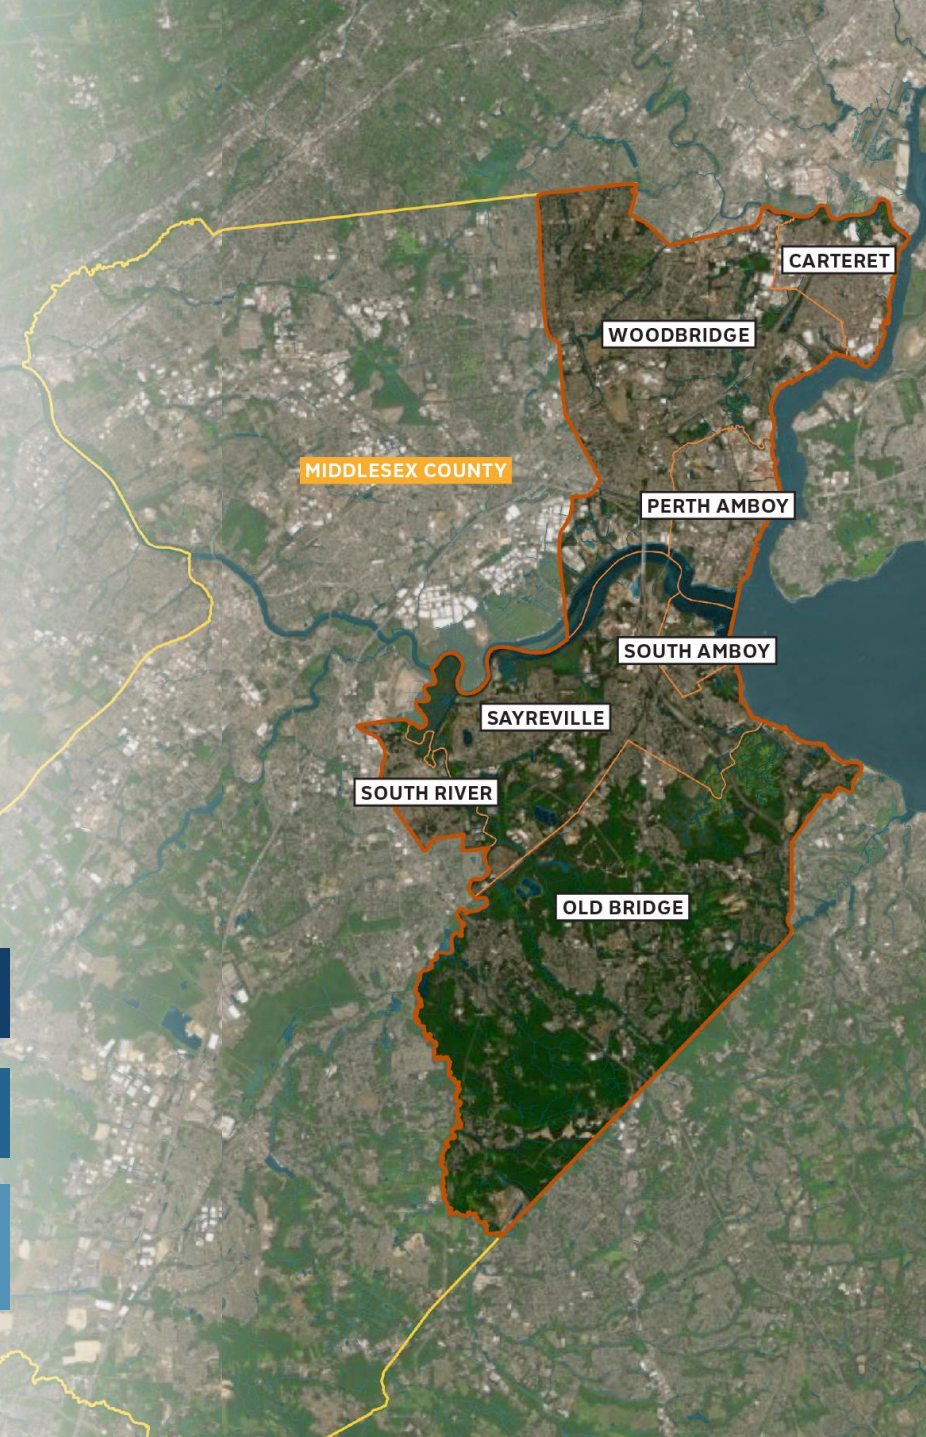 CARTERET
WOODBRIDGE
MIDDLESEX COUNTY
PERTH AMBOY
SOUTH AMBOY
SAYREVILLE
SOUTH RIVER
OLD BRIDGE